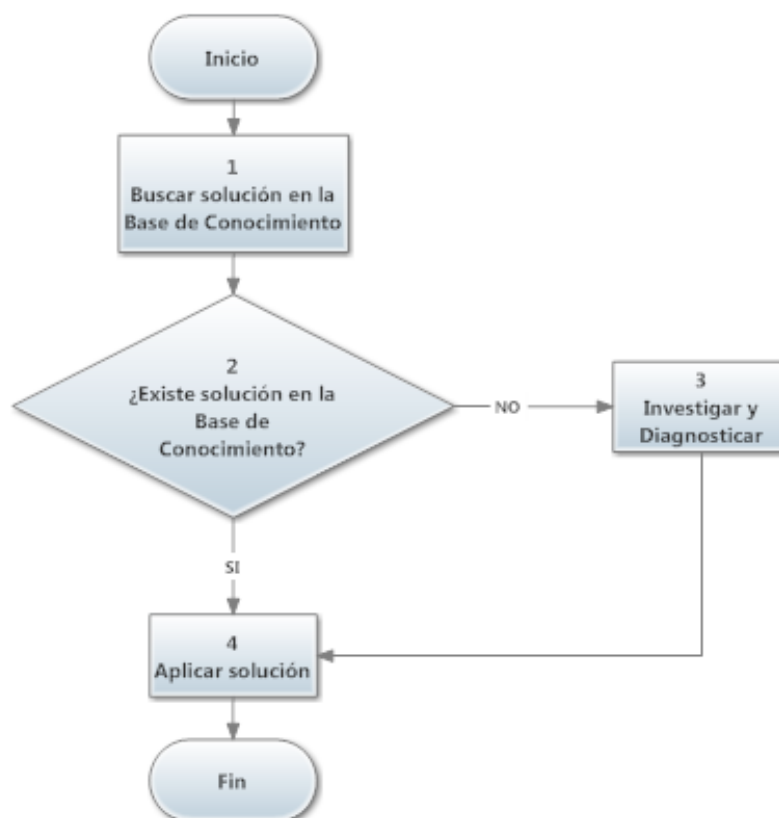 Inicio
1
Buscar solución en la
Base de Conocimiento
2
¿Existe solución en la
Base de
Conocimiento?
NO
3
Investigar y
Diagnosticar
SI
4
Aplicar solución
Fin